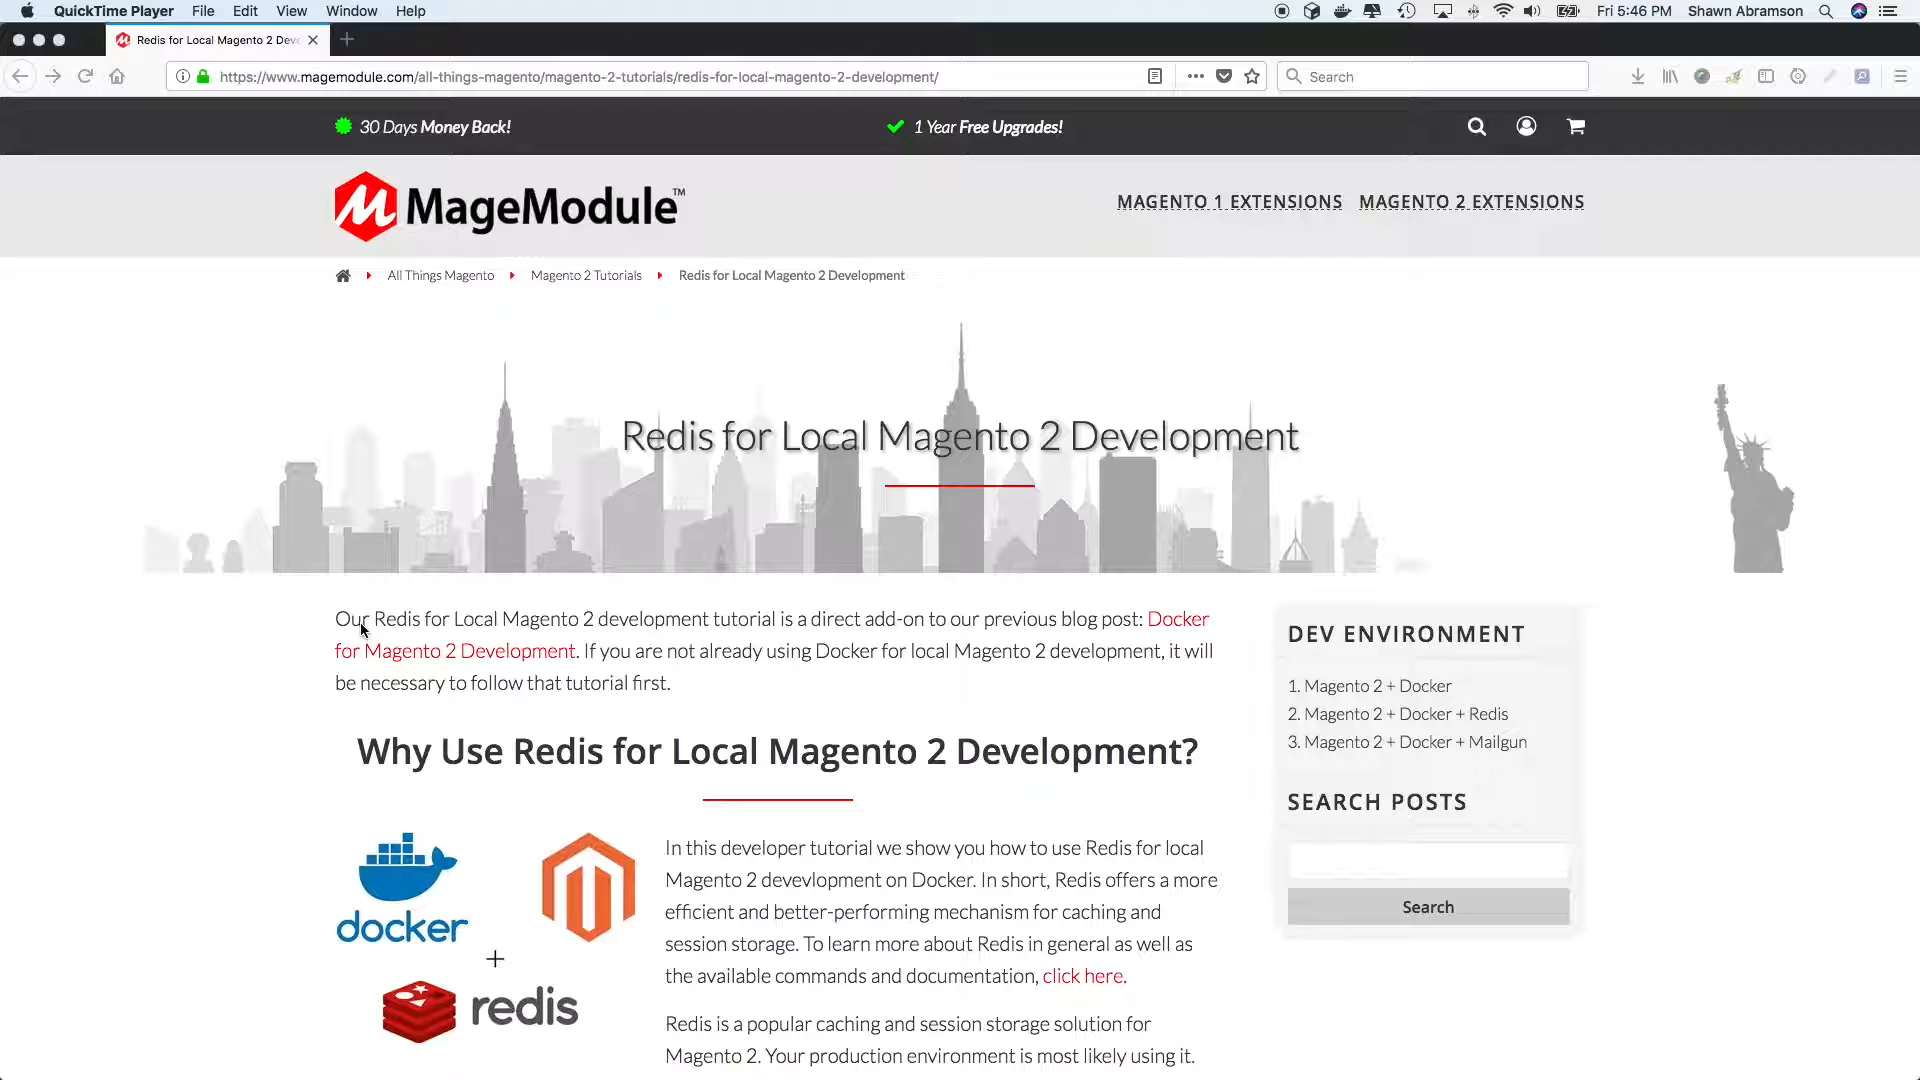 QuickTime Player File Edit View Window Help Fri 5:46 PM Shawn Abramson
Redis for Local Magento 2 Deve
https://www.magemodule.com/all-things-magento/magento-2-tutorials/redis-for-local-magento-2-development/ Search
30 Days Money Back! 1 Year Free Upgrades!
MageModule™ MAGENTO 1 EXTENSIONS MAGENTO 2 EXTENSIONS
All Things Magento Magento 2 Tutorials Redis for Local Magento 2 Development
Redis for Local Magento 2 Development
Our Redis for Local Magento 2 development tutorial is a direct add-on to our previous blog post: Docker
for Magento 2 Development. If you are not already using Docker for local Magento 2 development, it will
be necessary to follow that tutorial first.
Why Use Redis for Local Magento 2 Development?
docker
+
redis
In this developer tutorial we show you how to use Redis for local
Magento 2 devevlopment on Docker. In short, Redis offers a more
efficient and better-performing mechanism for caching and
session storage. To learn more about Redis in general as well as
the available commands and documentation, click here.
Redis is a popular caching and session storage solution for
Magento 2. Your production environment is most likely using it.
DEV ENVIRONMENT
1. Magento 2 + Docker
2. Magento 2 + Docker + Redis
3. Magento 2 + Docker + Mailgun
SEARCH POSTS
Search